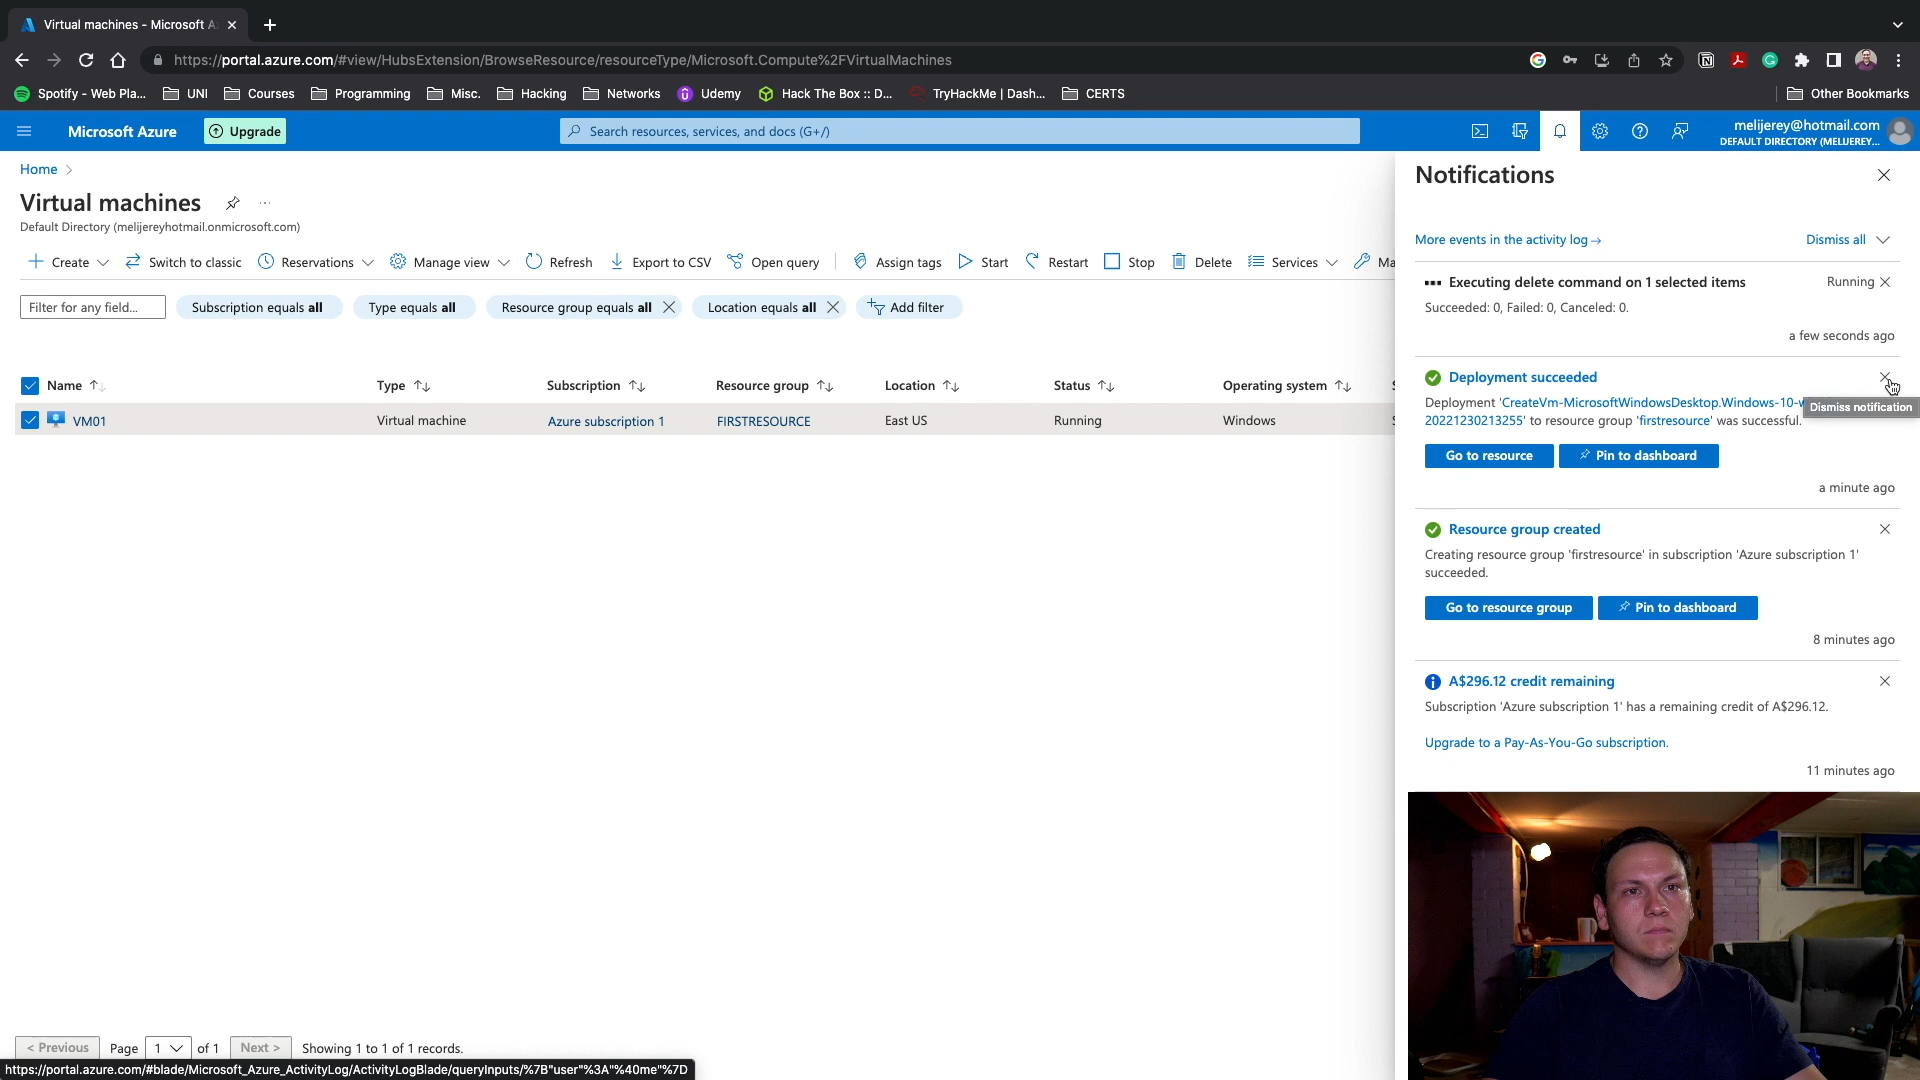 Virtual machines - Microsoft A
https://portal.azure.com/#view/HubsExtension/BrowseResource/resourceType/Microsoft.Compute%2FVirtualMachines
Spotify - Web Pla... UNI Courses Programming Misc. Hacking Networks Udemy Hack The Box :: D... TryHackMe | Dash... CERTS Other Bookmarks
Microsoft Azure Upgrade Search resources, services, and docs (G+/) melijerey@hotmail.com
DEFAULT DIRECTORY (MELIJEREY...
Home >
Virtual machines ...
Default Directory (melijereyhotmail.onmicrosoft.com)
Create Switch to classic Reservations Manage view Refresh Export to CSV Open query Assign tags Start Restart Stop Delete Services Ma
Filter for any field... Subscription equals all Type equals all Resource group equals all Location equals all Add filter
Name Type Subscription Resource group Location Status Operating system
VM01 Virtual machine Azure subscription 1 FIRSTRESOURCE East US Running Windows
< Previous Page 1 of 1 Next > Showing 1 to 1 of 1 records.
https://portal.azure.com/#blade/Microsoft_Azure_ActivityLog/ActivityLogBlade/queryInputs/%7B"user"%3A"%40me"%7D
Notifications
More events in the activity log → Dismiss all
Executing delete command on 1 selected items Running
Succeeded: 0, Failed: 0, Canceled: 0.
a few seconds ago
Deployment succeeded
Deployment 'CreateVm-MicrosoftWindowsDesktop.Windows-10-w
Dismiss notification
20221230213255' to resource group 'firstresource' was successful.
Go to resource Pin to dashboard
a minute ago
Resource group created
Creating resource group 'firstresource' in subscription 'Azure subscription 1'
succeeded.
Go to resource group Pin to dashboard
8 minutes ago
A$296.12 credit remaining
Subscription 'Azure subscription 1' has a remaining credit of A$296.12.
Upgrade to a Pay-As-You-Go subscription.
11 minutes ago